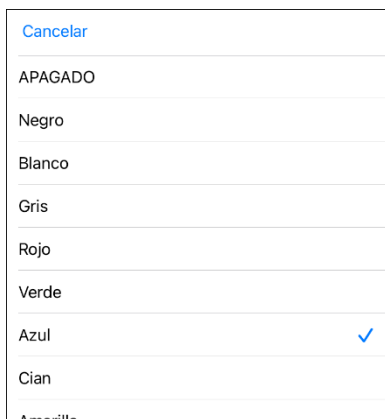 Cancelar
APAGADO
Negro
Blanco
Gris
Rojo
Verde
Azul
Cian